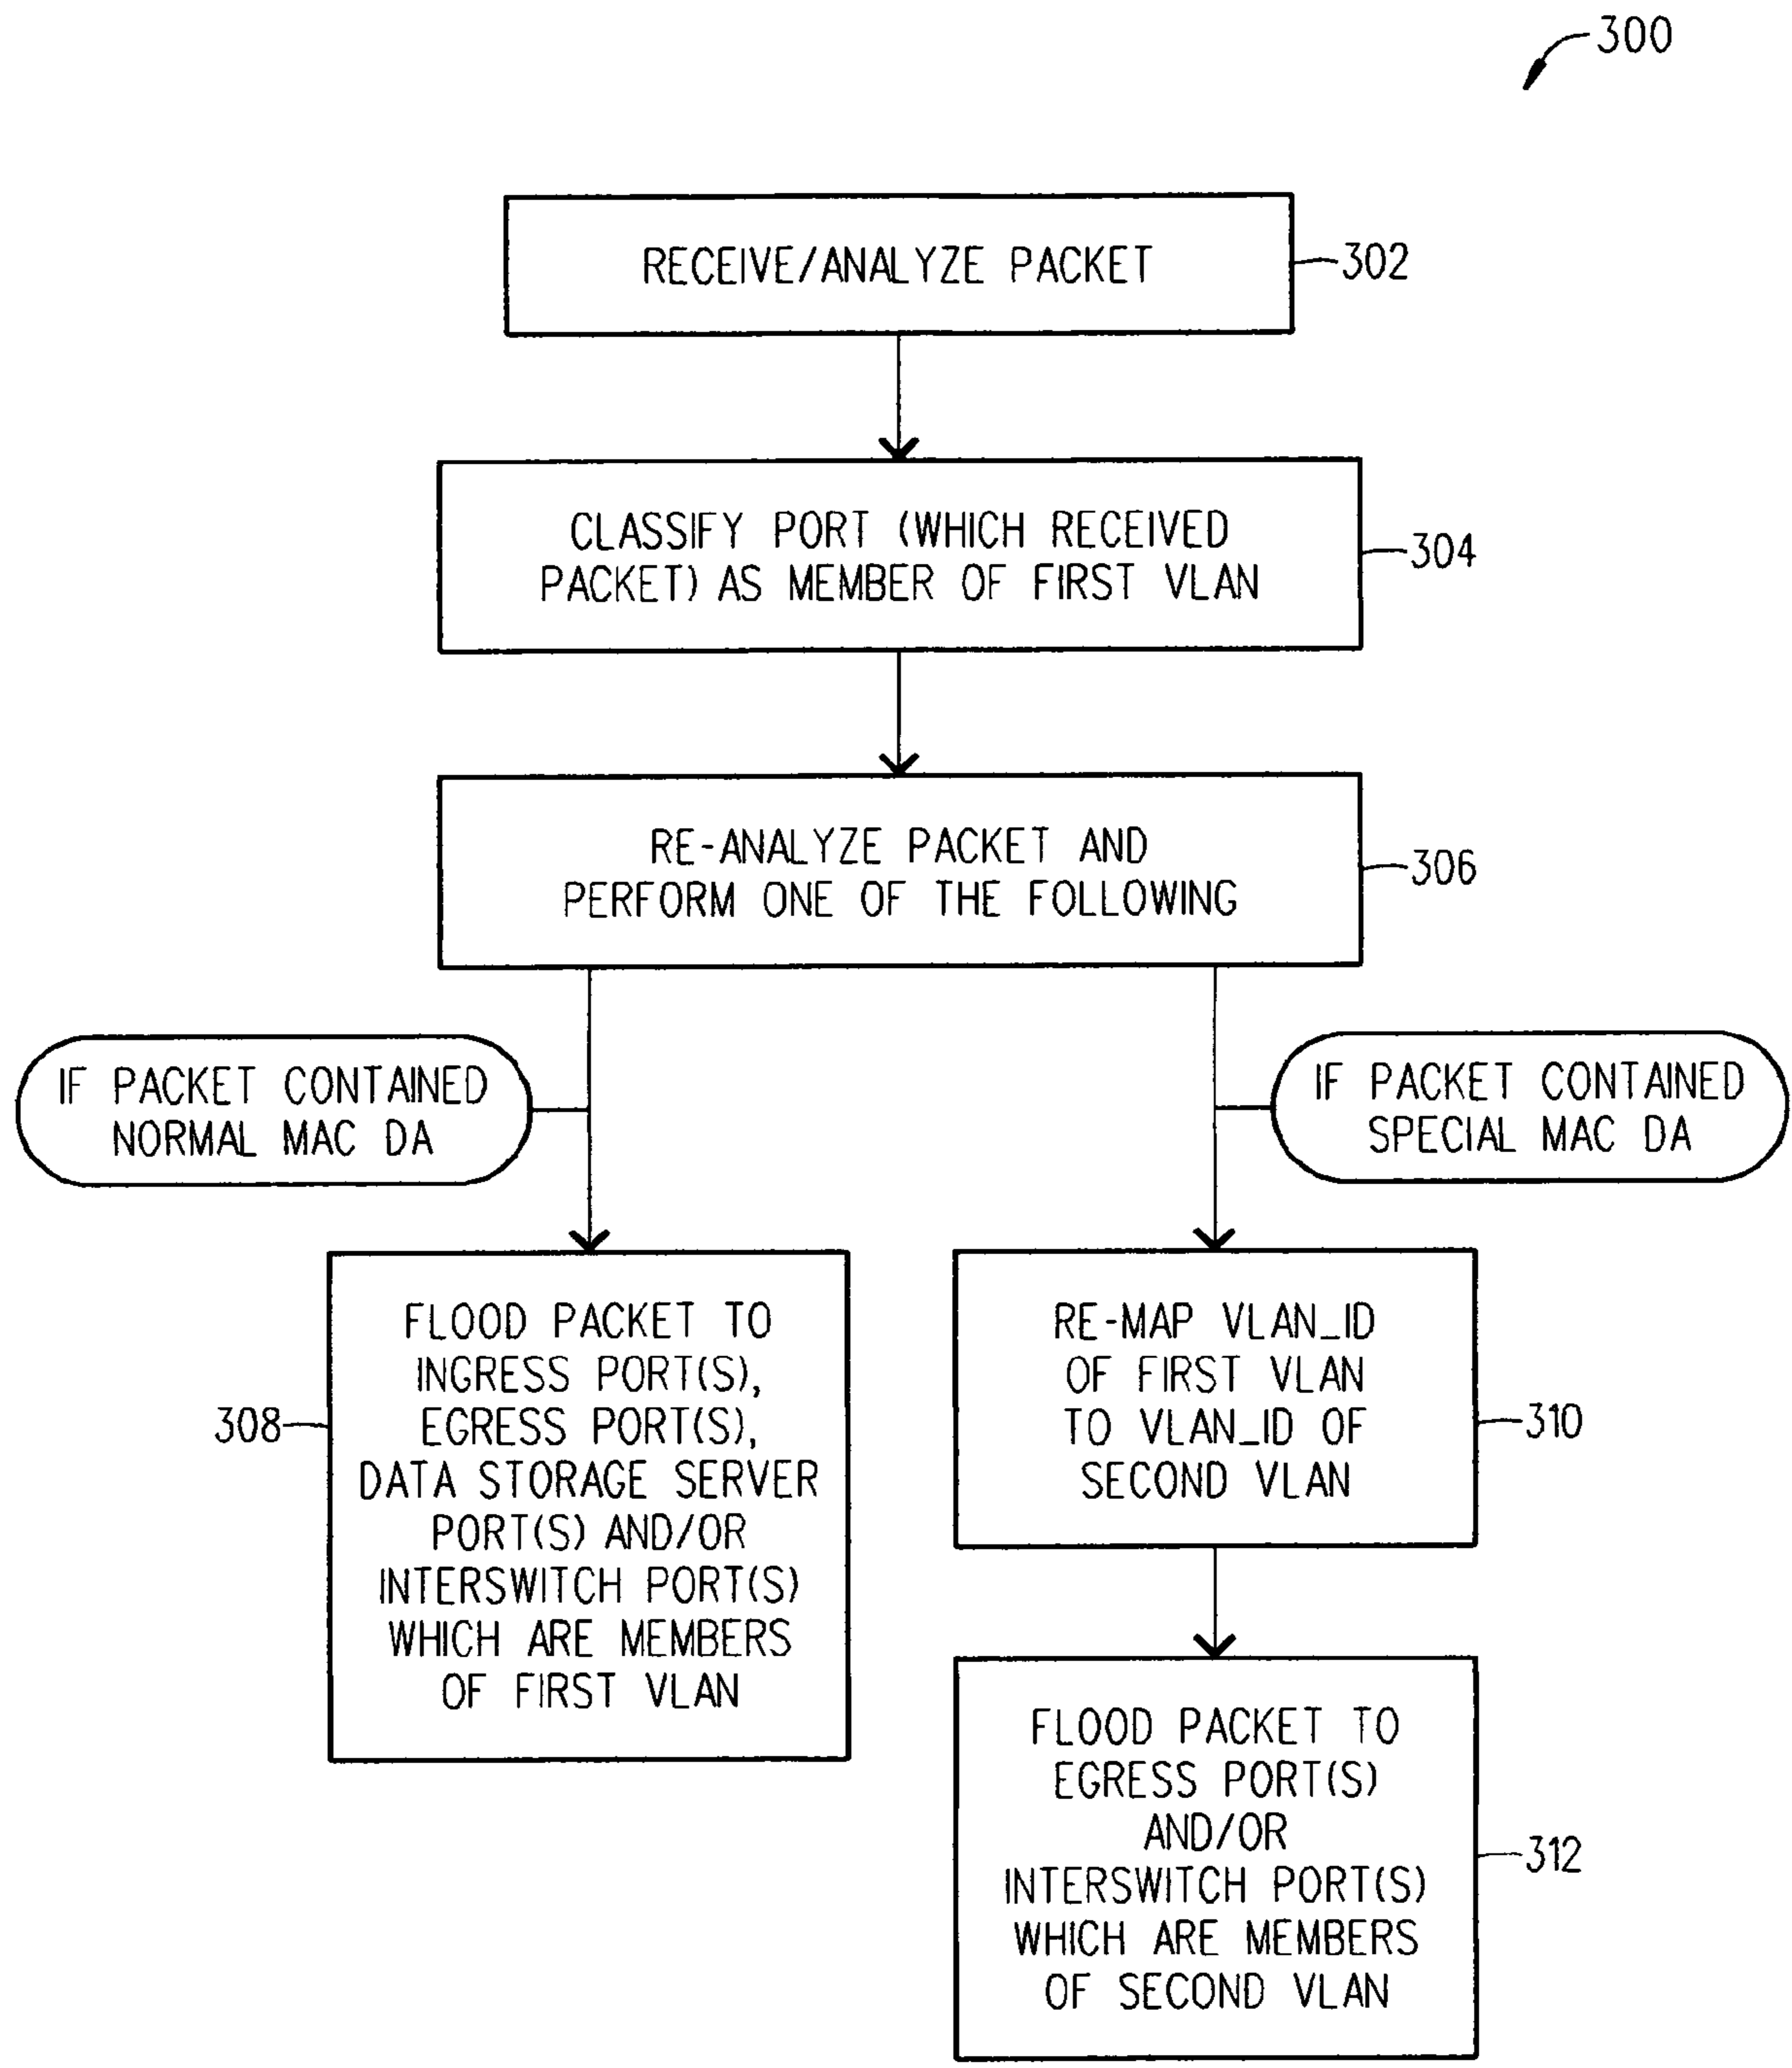 300
RECEIVE/ANALYZE PACKET
302
CLASSIFY PORT (WHICH RECEIVED
PACKET) AS MEMBER OF FIRST VLAN
304
RE-ANALYZE PACKET AND
PERFORM ONE OF THE FOLLOWING
306
IF PACKET CONTAINED
NORMAL MAC DA
IF PACKET CONTAINED
SPECIAL MAC DA
FLOOD PACKET TO
INGRESS PORT(S),
EGRESS PORT(S),
DATA STORAGE SERVER
PORT(S) AND/OR
INTERSWITCH PORT(S)
WHICH ARE MEMBERS
OF FIRST VLAN
308
RE-MAP VLAN_ID
OF FIRST VLAN
TO VLAN_ID OF
SECOND VLAN
310
FLOOD PACKET TO
EGRESS PORT(S)
AND/OR
INTERSWITCH PORT(S)
WHICH ARE MEMBERS
OF SECOND VLAN
312